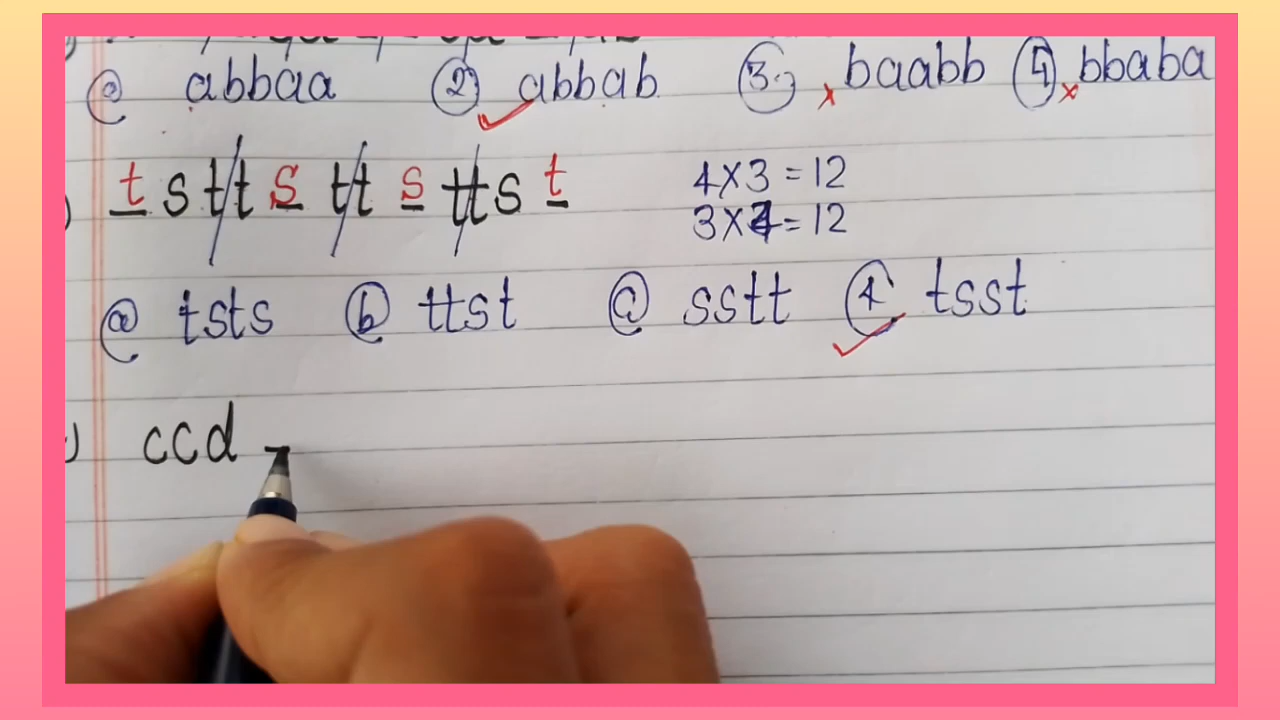 @ abbaa ② abbab ③ × baabb ④ × bbaba
t s t/t s t/t s t/t s t 4×3 = 12
3×4 = 12
@ tsts ⓑ ttst ⓒ sstt ④ tsst
) ccd -